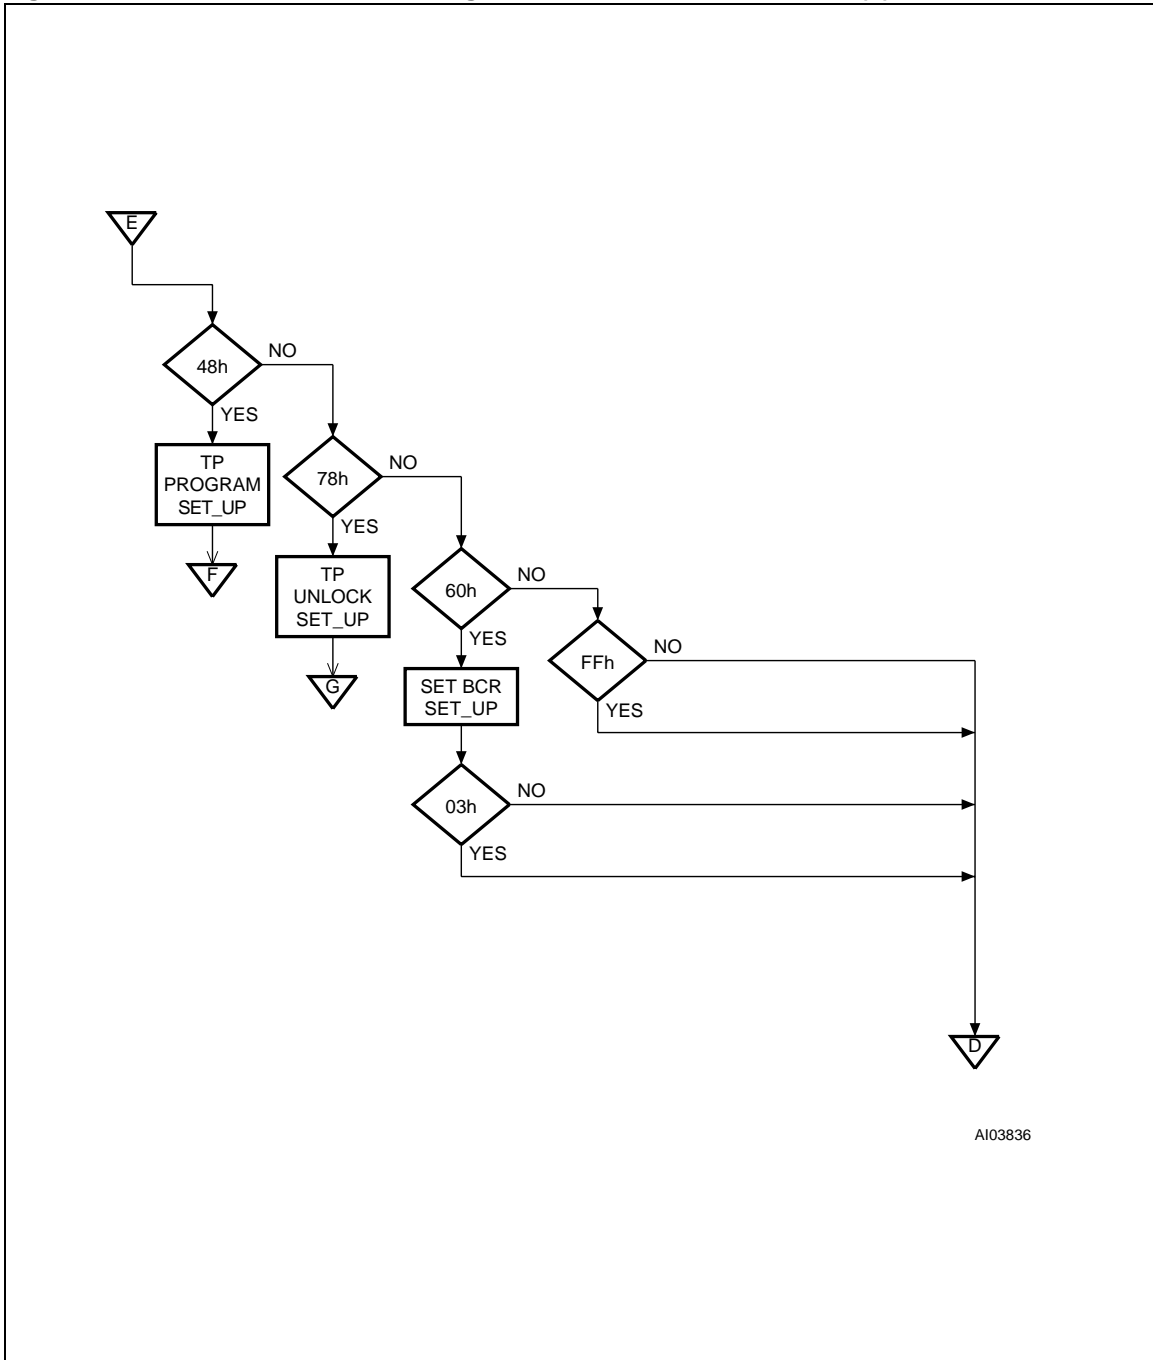 E
48h
NO
YES
TP
PROGRAM
SET_UP
F
78h
NO
YES
TP
UNLOCK
SET_UP
G
60h
NO
YES
SET BCR
SET_UP
FFh
NO
YES
03h
NO
YES
D
AI03836